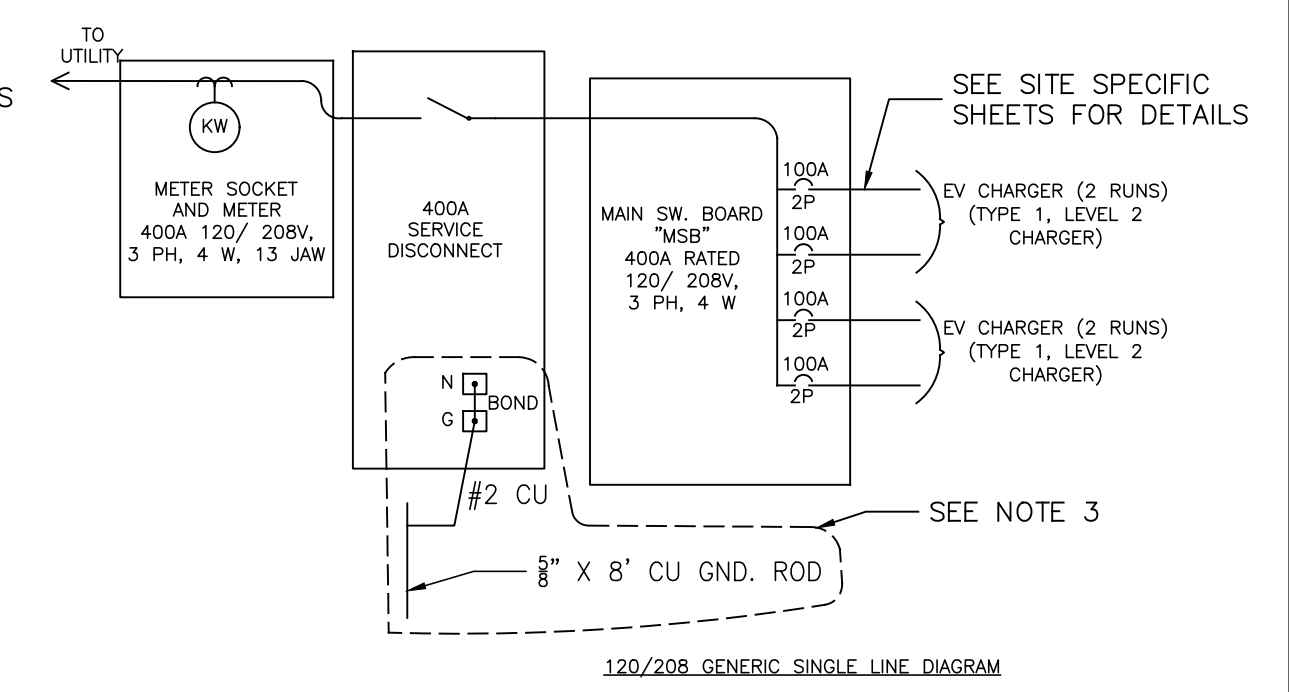 TO
UTILITY
S
KW
METER SOCKET
AND METER
400A 120/ 208V,
3 PH, 4 W, 13 JAW
400A
SERVICE
DISCONNECT
N
G
BOND
#2 CU
5/8" X 8' CU GND. ROD
MAIN SW. BOARD
"MSB"
400A RATED
120/ 208V,
3 PH, 4 W
100A
2P
100A
2P
100A
2P
100A
2P
SEE SITE SPECIFIC
SHEETS FOR DETAILS
EV CHARGER (2 RUNS)
(TYPE 1, LEVEL 2
CHARGER)
EV CHARGER (2 RUNS)
(TYPE 1, LEVEL 2
CHARGER)
SEE NOTE 3
120/208 GENERIC SINGLE LINE DIAGRAM